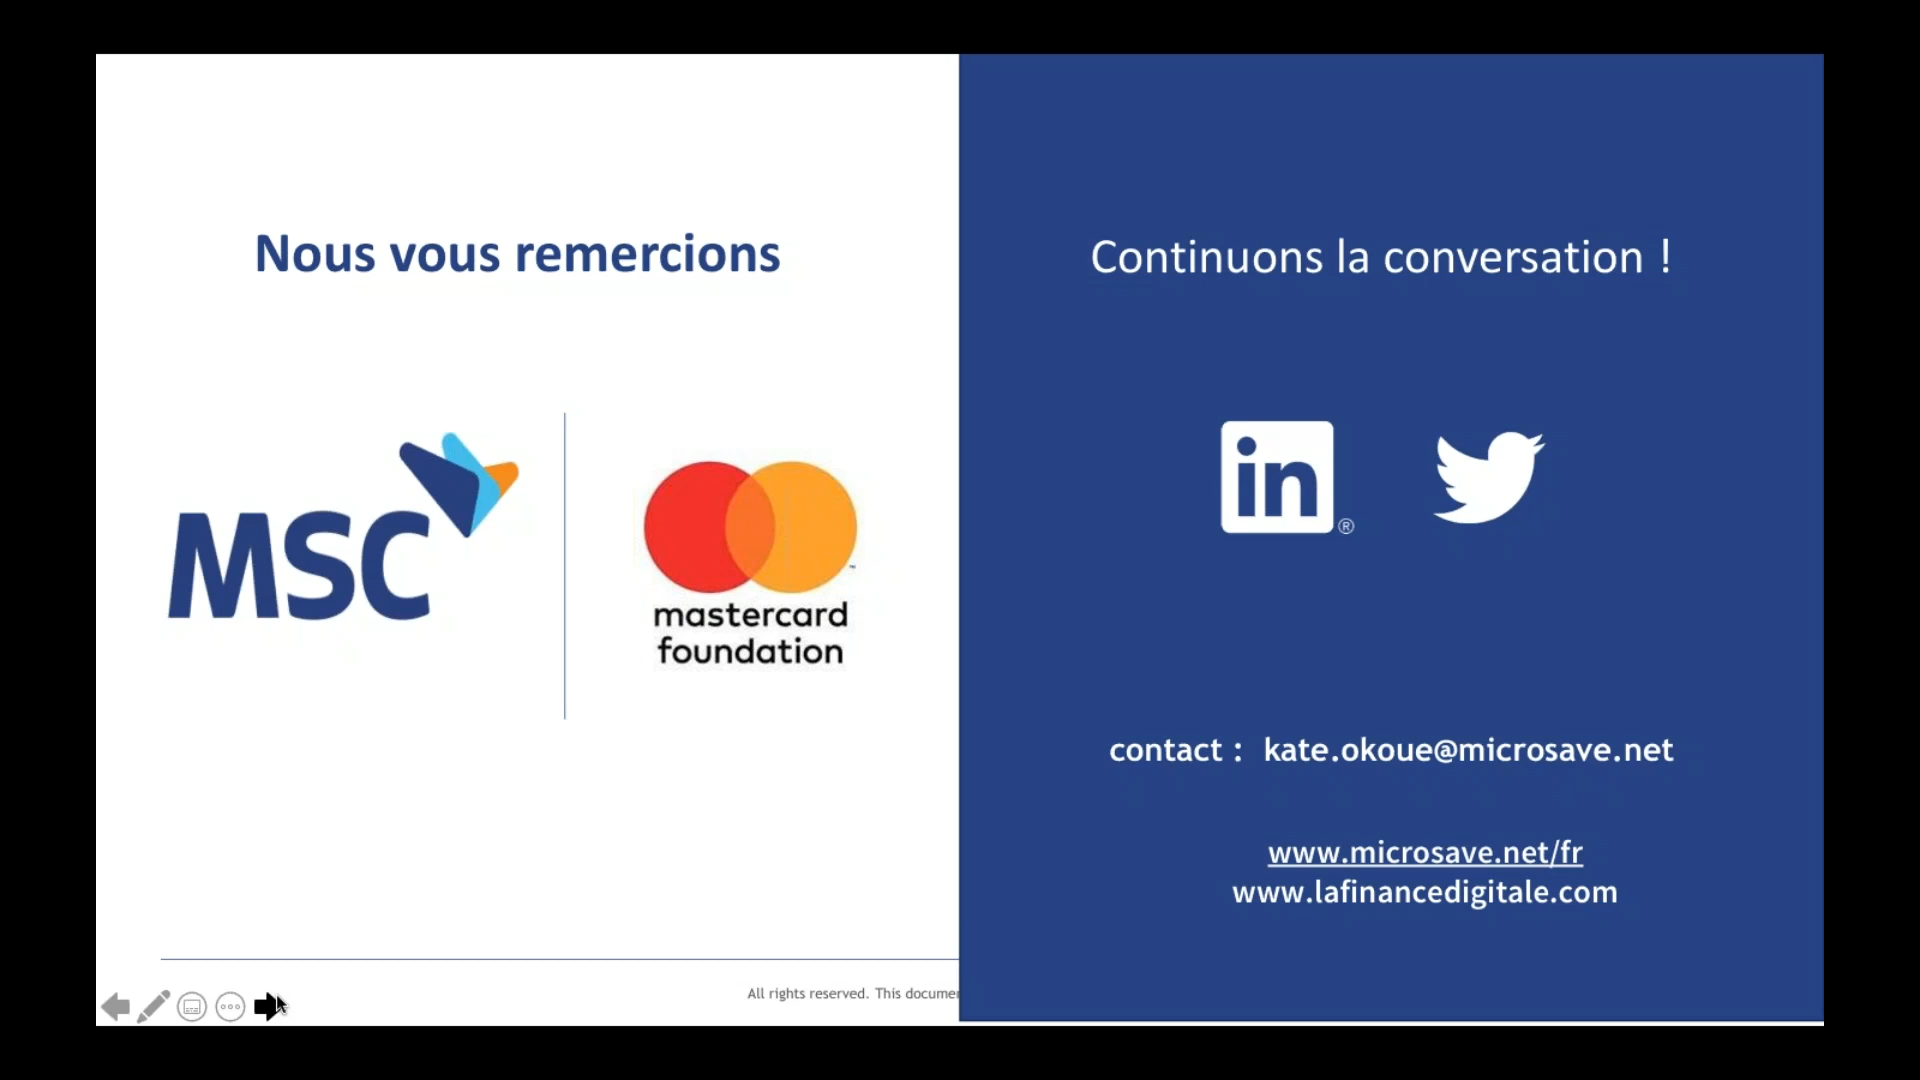 Nous vous remercions
MSC
mastercard
foundation
All rights reserved. This
Continuons la conversation !
in®
contact : kate.okoue@microsave.net
www.microsave.net/fr
www.lafinancedigitale.com